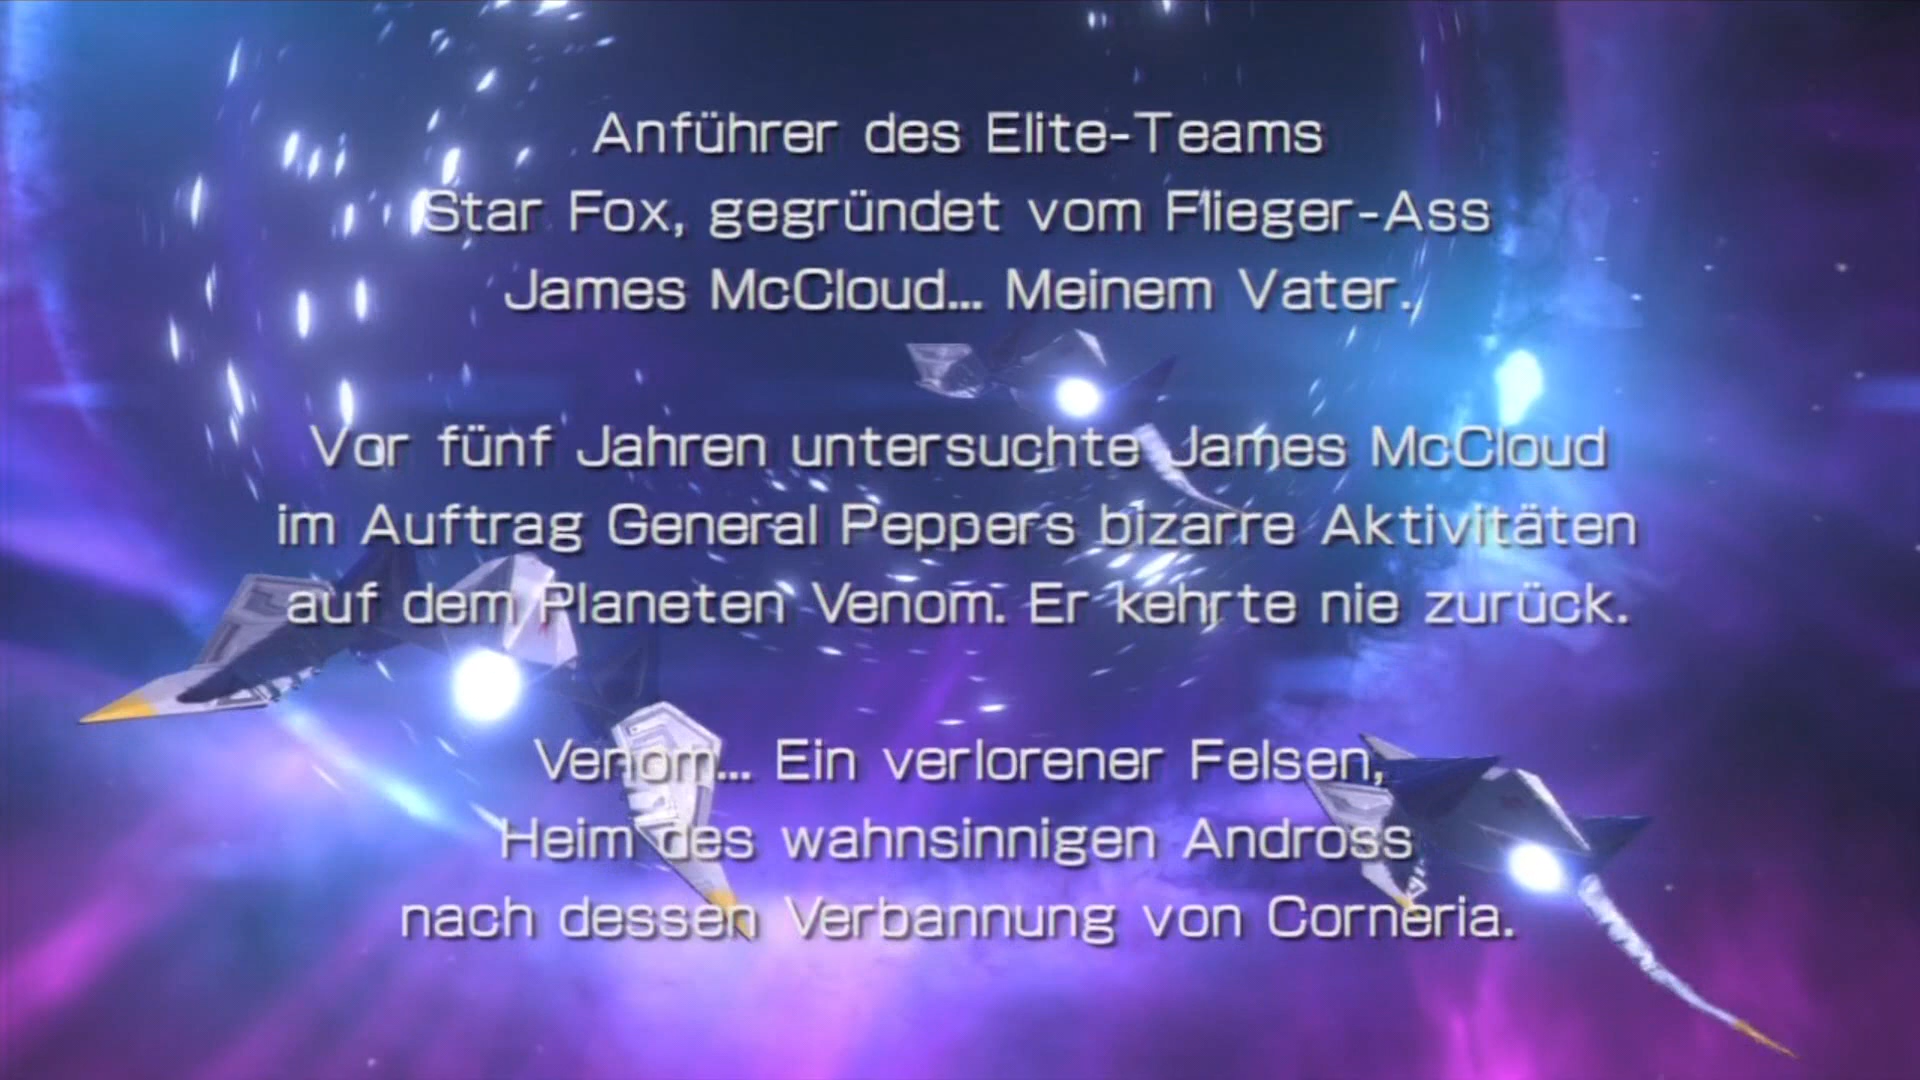 Anführer des Elite-Teams
Star Fox, gegründet vom Flieger-Ass
James McCloud... Meinem Vater.
Vor fünf Jahren untersuchte James McCloud
im Auftrag General Peppers bizarre Aktivitäten
auf dem Planeten Venom. Er kehrte nie zurück.
Venom... Ein verlorener Felsen,
Heim des wahnsinnigen Andross
nach dessen Verbannung von Corneria.